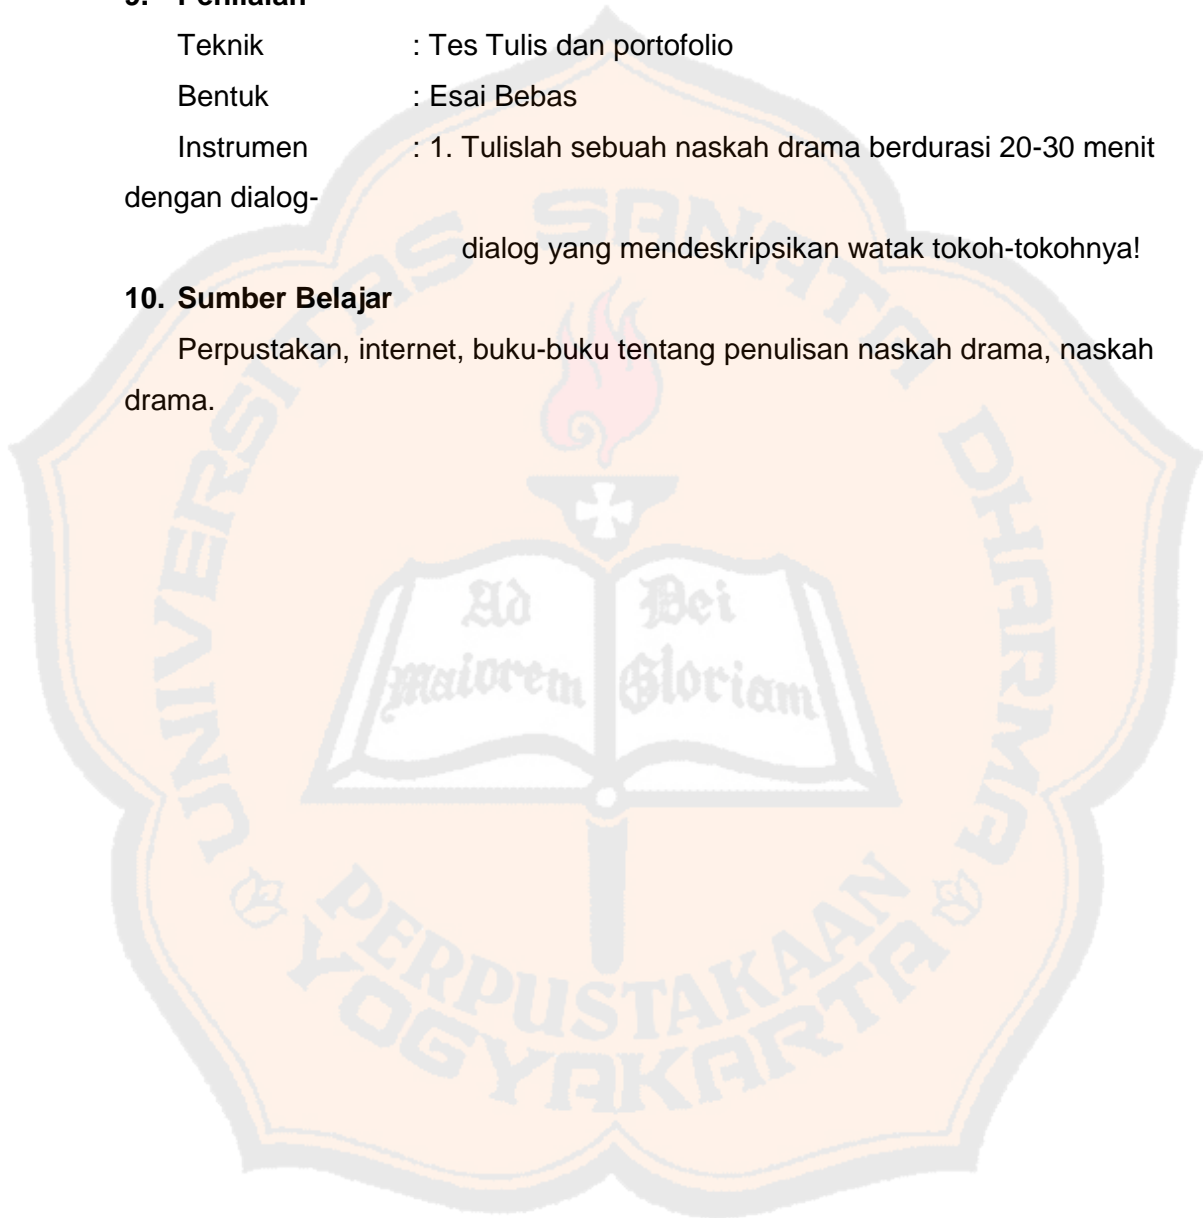 9. Penilaian
Teknik : Tes Tulis dan portofolio
Bentuk : Esai Bebas
Instrumen : 1. Tulislah sebuah naskah drama berdurasi 20-30 menit
dengan dialog-
dialog yang mendeskripsikan watak tokoh-tokohnya!
10. Sumber Belajar
Perpustakan, internet, buku-buku tentang penulisan naskah drama, naskah
drama.
UNIVERSITAS SANATA DHARMA
Ad Dei
Maiorem Gloriam
PERPUSTAKAAN
YOGYAKARTA